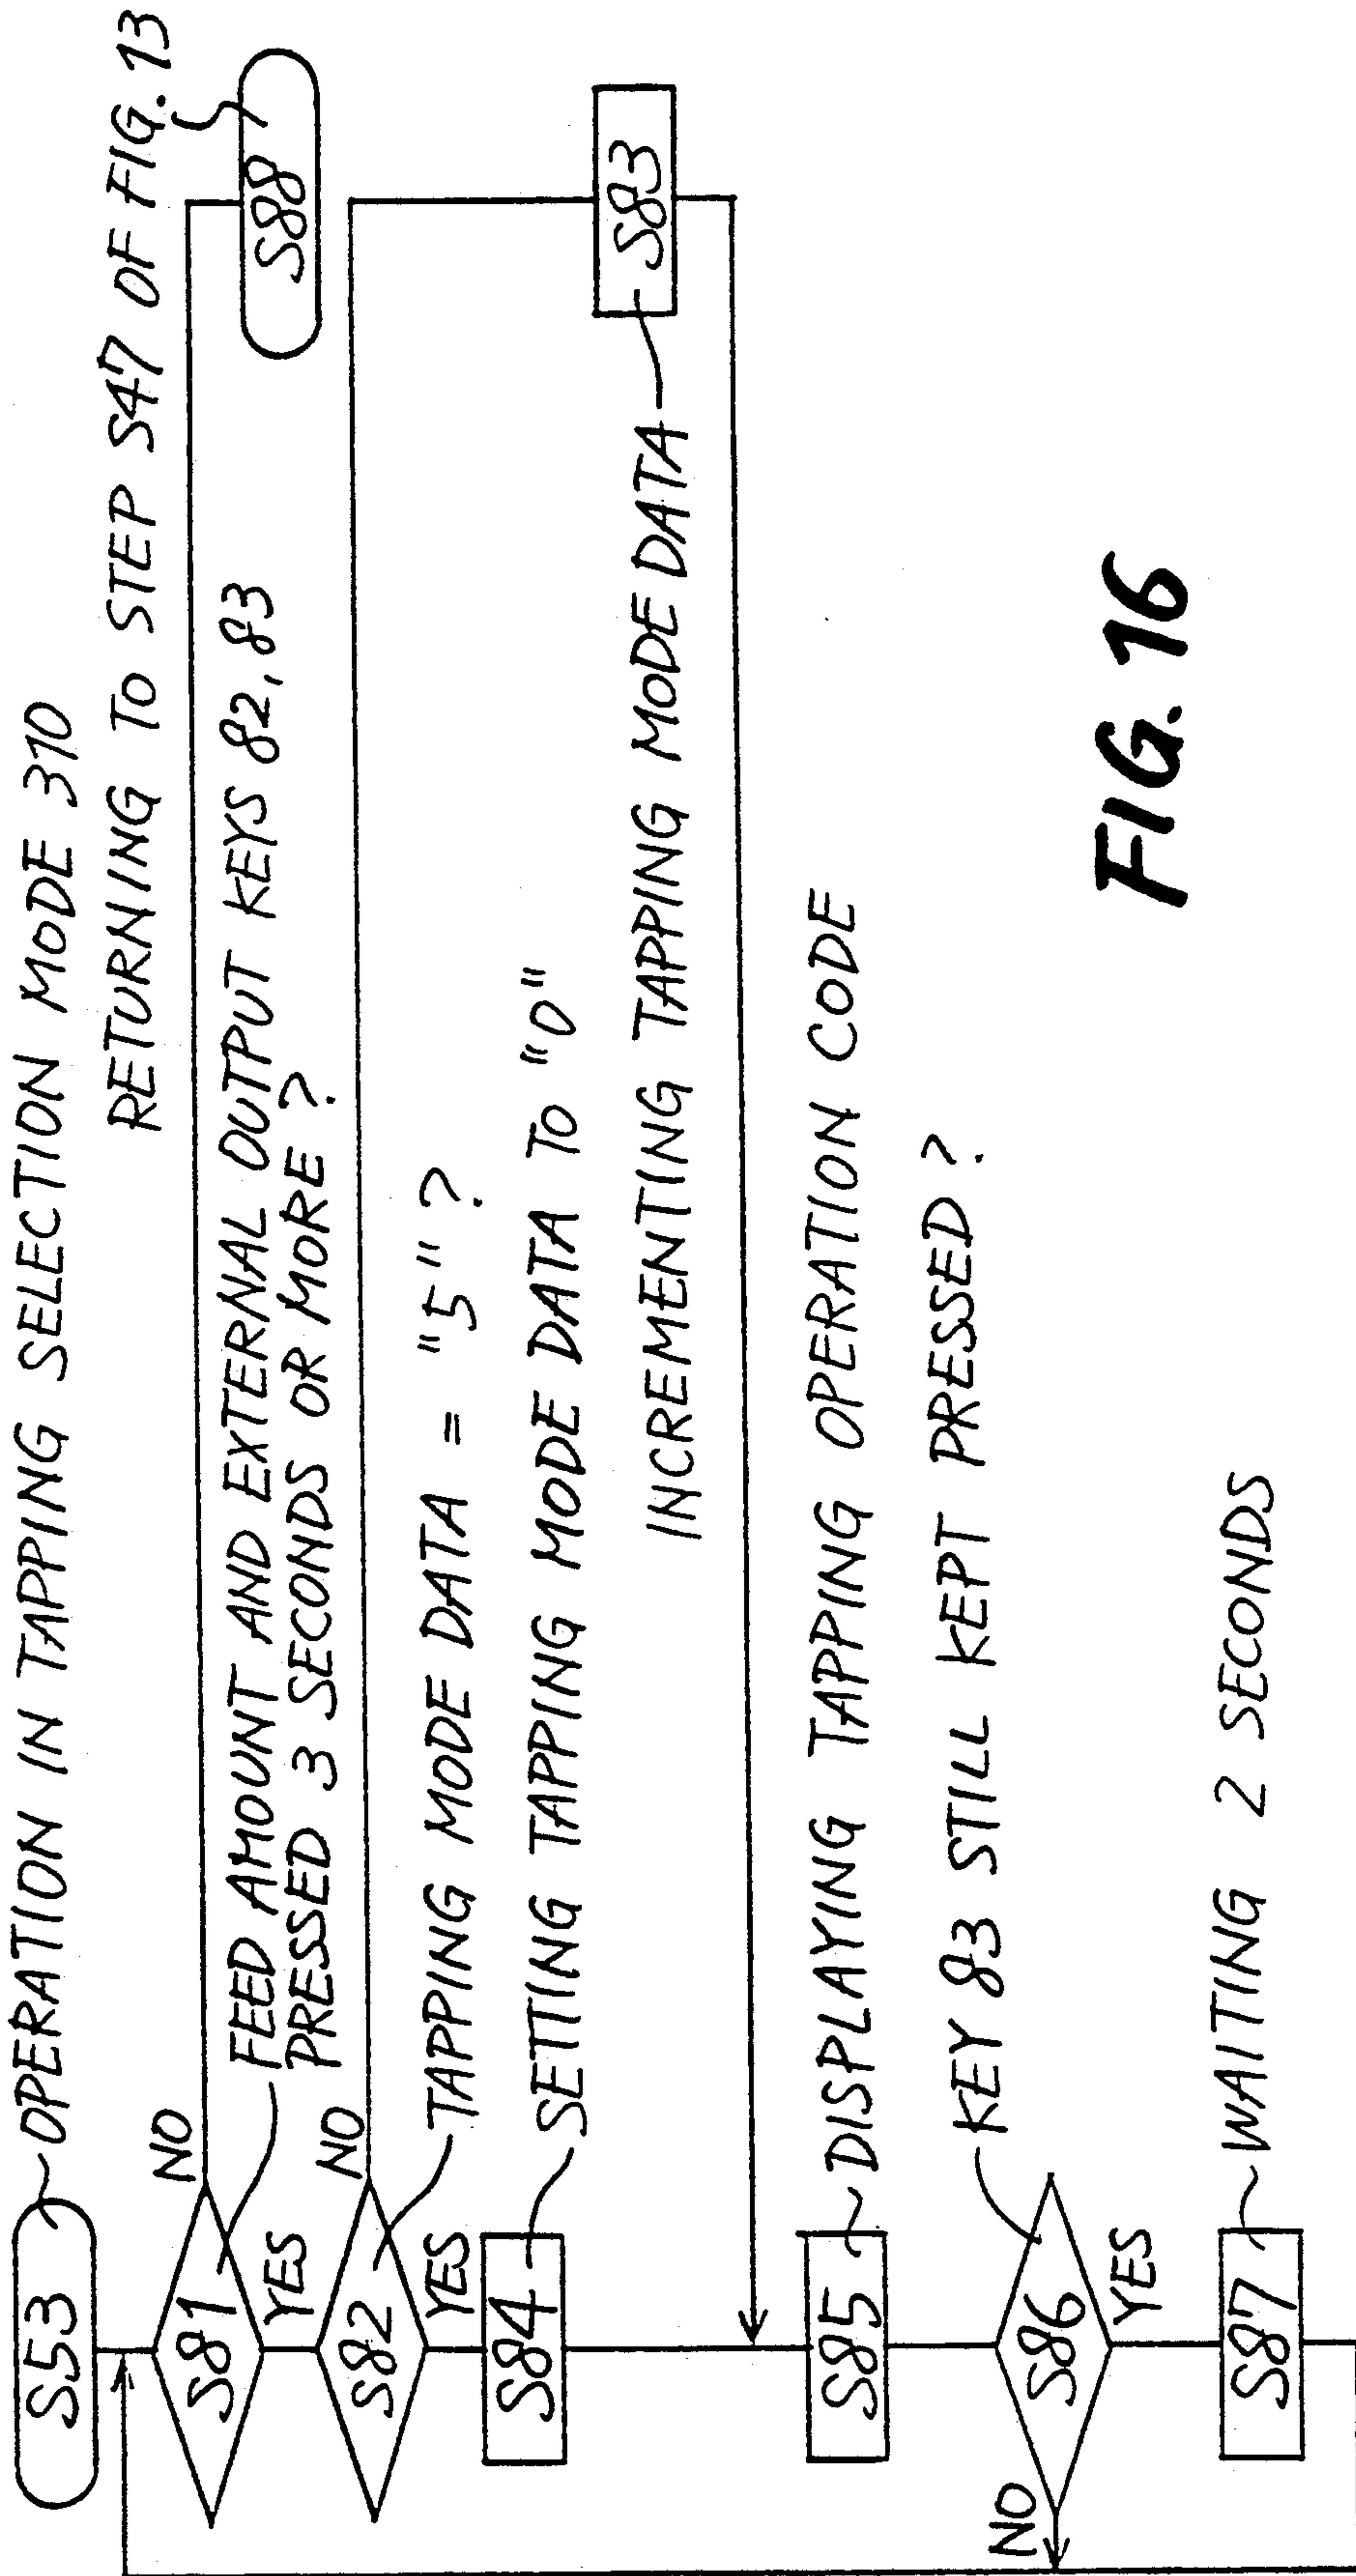 S53
OPERATION IN TAPPING SELECTION MODE 310
RETURNING TO STEP S47 OF FIG. 13
NO
S81
FEED AMOUNT AND EXTERNAL OUTPUT KEYS 82, 83
PRESSED 3 SECONDS OR MORE?
S88
YES
NO
S82
TAPPING MODE DATA = "5"?
YES
S84
SETTING TAPPING MODE DATA TO "0"
INCREMENTING TAPPING MODE DATA
S83
S85
DISPLAYING TAPPING OPERATION CODE
NO
S86
KEY 83 STILL KEPT PRESSED?
YES
S87
WAITING 2 SECONDS
FIG. 16